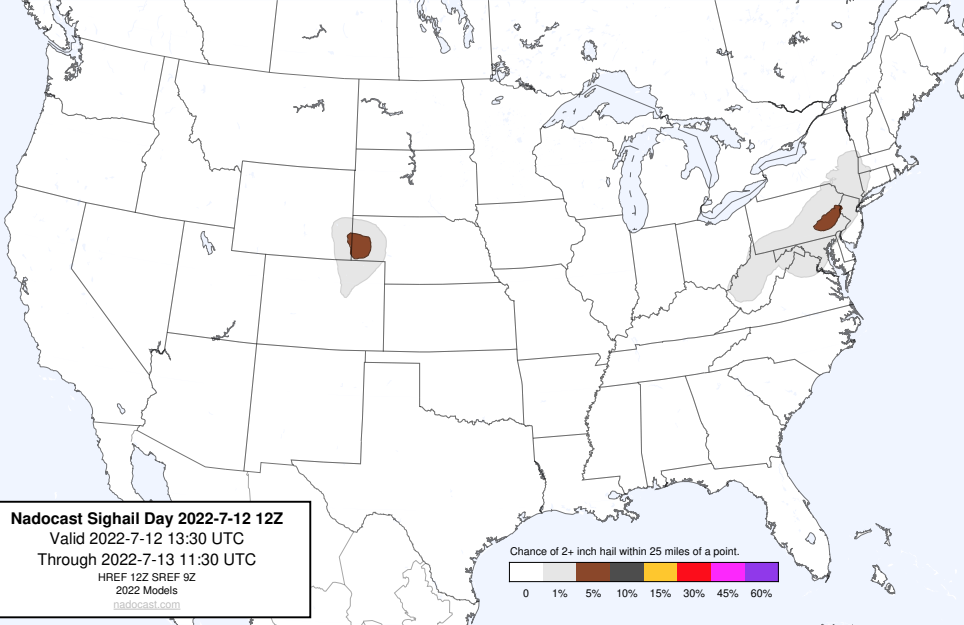 Nadocast Sighail Day 2022-7-12 12Z
Valid 2022-7-12 13:30 UTC
Through 2022-7-13 11:30 UTC
HREF 12Z SREF 9Z
2022 Models
nadocast.com
Chance of 2+ inch hail within 25 miles of a point.
0 1% 5% 10% 15% 30% 45% 60%